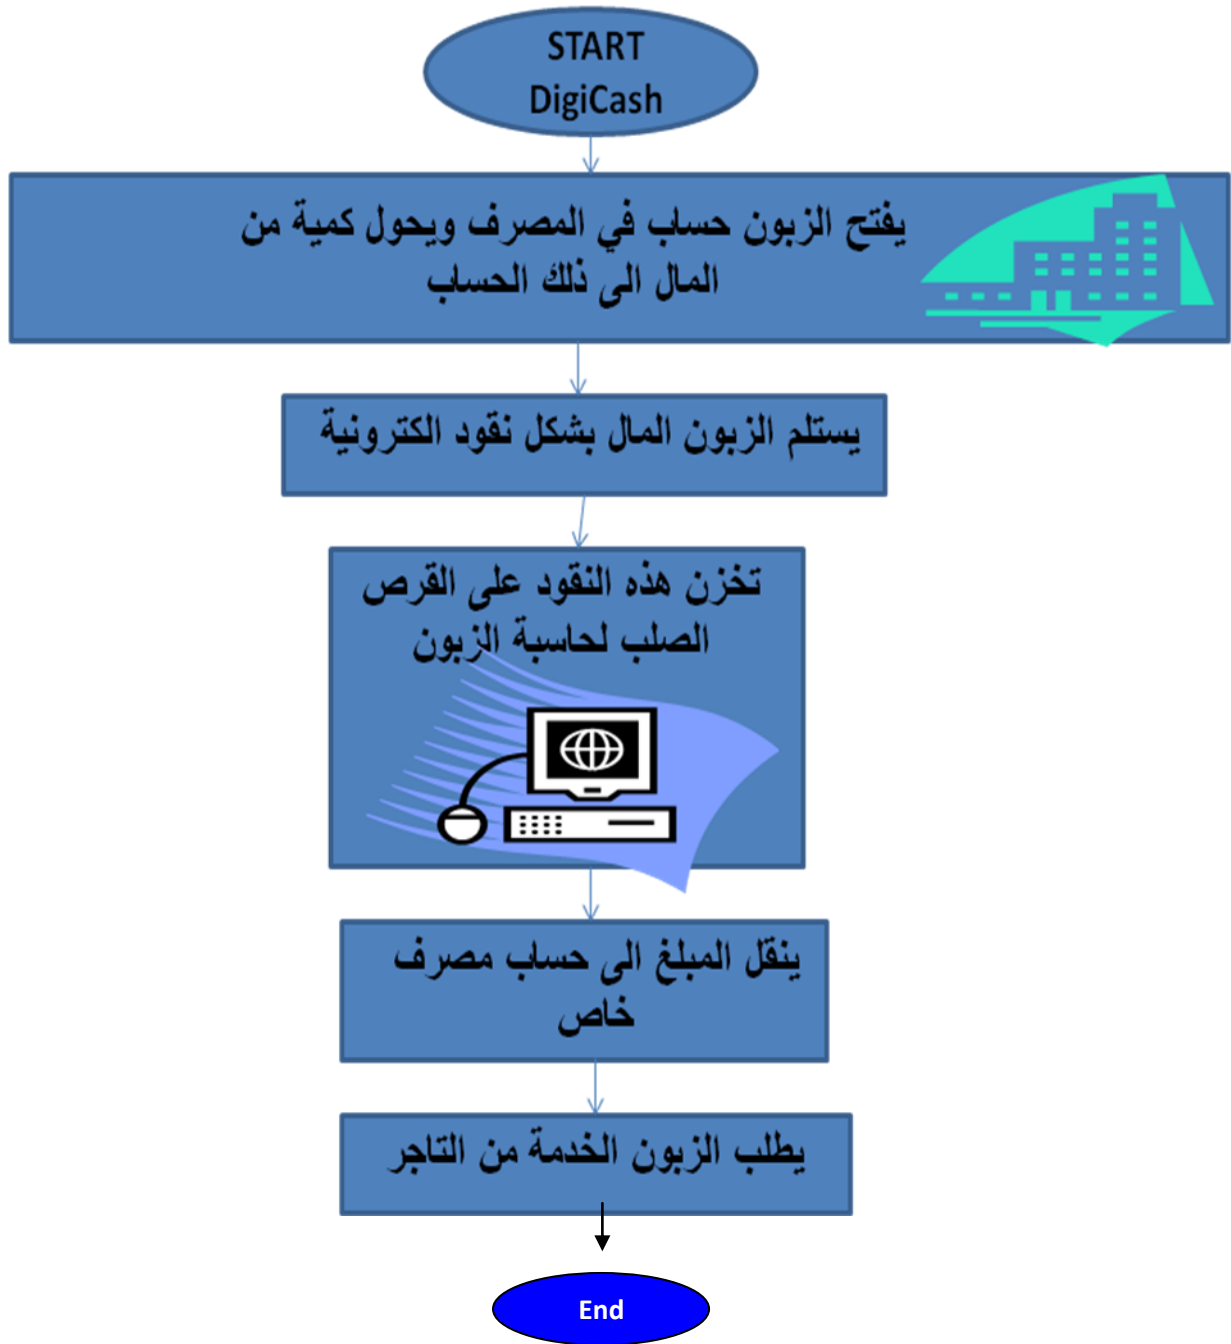 START
DigiCash
يفتح الزبون حساب في المصرف ويحول كمية من
المال الى ذلك الحساب
يستلم الزبون المال بشكل نقود الكترونية
تخزن هذه النقود على القرص
الصلب لحاسبة الزبون
ينقل المبلغ الى حساب مصرف
خاص
يطلب الزبون الخدمة من التاجر
End